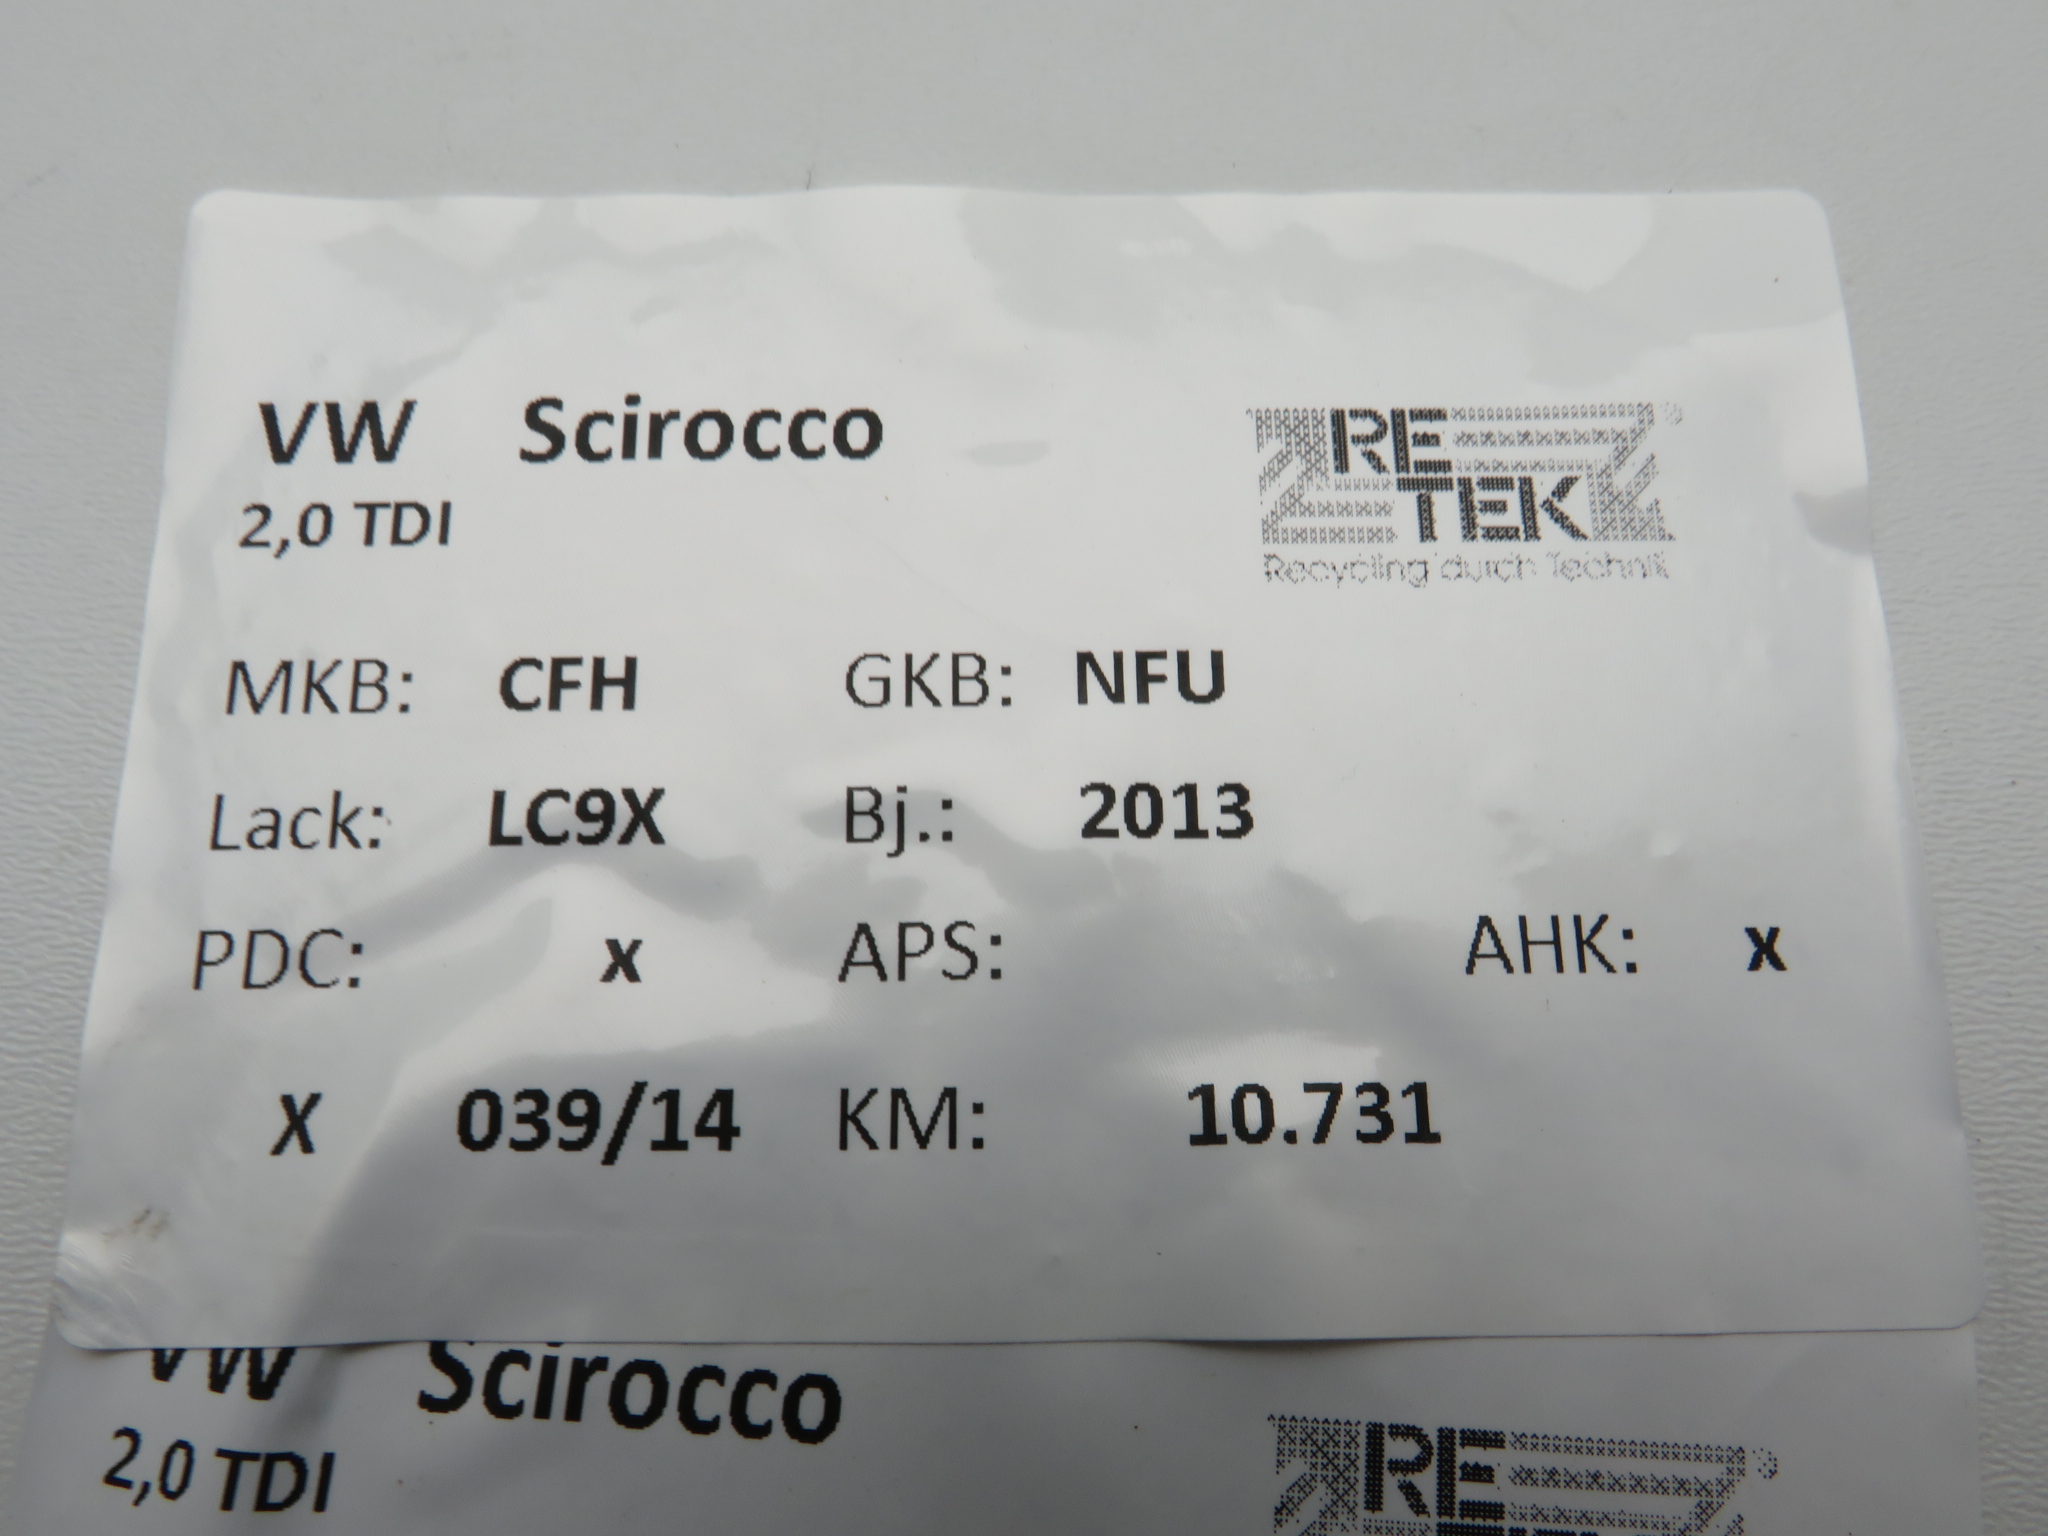 VW Scirocco
2,0 TDI
RE
TEK
Recycling durch Technik
MKB: CFH GKB: NFU
Lack: LC9X Bj.: 2013
PDC: x APS: AHK: x
X 039/14 KM: 10.731
VW Scirocco
2,0 TDI
RE